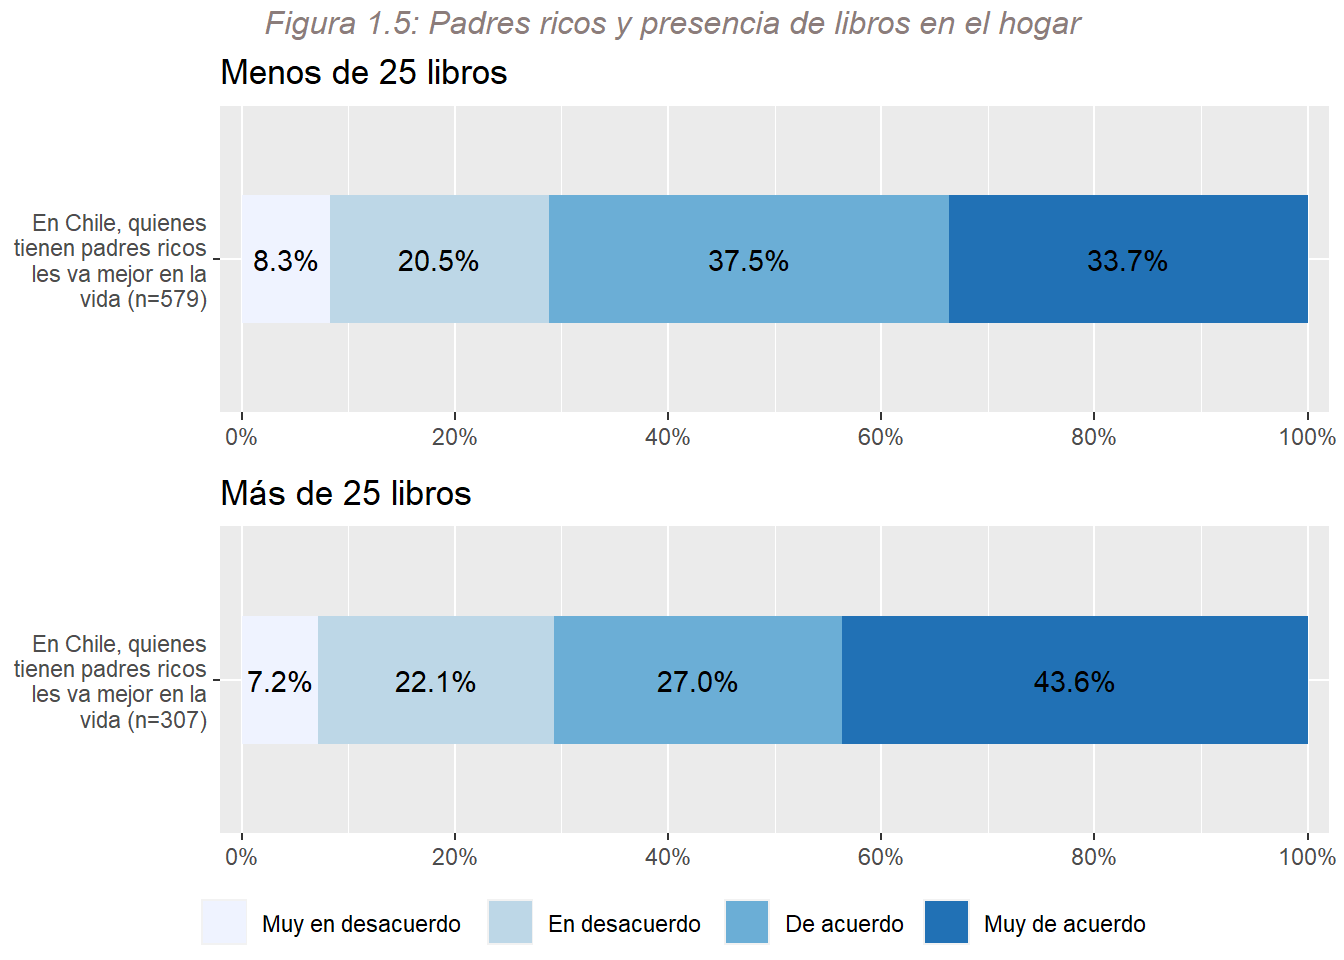 Figura 1.5: Padres ricos y presencia de libros en el hogar
Menos de 25 libros
En Chile, quienes
tienen padres ricos
les va mejor en la
vida (n=579)
8.3% 20.5% 37.5% 33.7%
0% 20% 40% 60% 80% 100%
Más de 25 libros
En Chile, quienes
tienen padres ricos
les va mejor en la
vida (n=307)
7.2% 22.1% 27.0% 43.6%
0% 20% 40% 60% 80% 100%
Muy en desacuerdo En desacuerdo De acuerdo Muy de acuerdo